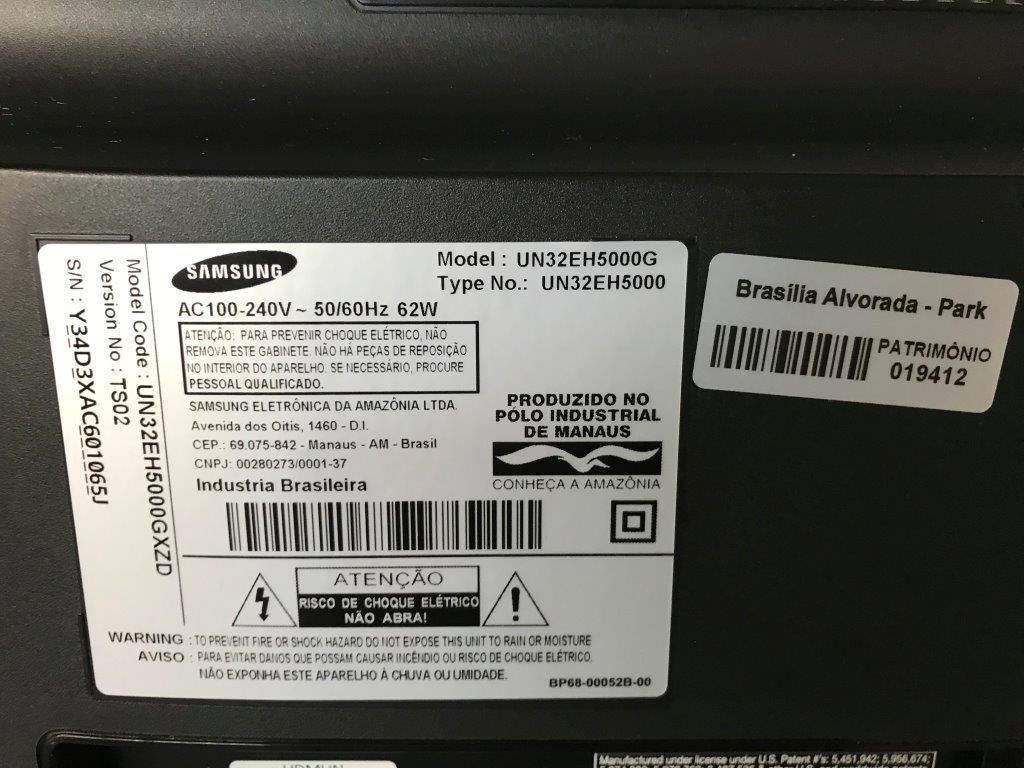 SAMSUNG
Model : UN32EH5000G
Type No.: UN32EH5000
AC100-240V ~ 50/60Hz 62W
ATENÇÃO: PARA PREVENIR CHOQUE ELÉTRICO, NÃO
REMOVA ESTE GABINETE. NÃO HÁ PEÇAS DE REPOSIÇÃO
NO INTERIOR DO APARELHO. SE NECESSÁRIO, PROCURE
PESSOAL QUALIFICADO.
SAMSUNG ELETRÔNICA DA AMAZÔNIA LTDA.
Avenida dos Oitis, 1460 - D.I.
CEP.: 69.075-842 - Manaus - AM - Brasil
CNPJ: 00280273/0001-37
Industria Brasileira
PRODUZIDO NO
PÓLO INDUSTRIAL
DE MANAUS
CONHEÇA A AMAZÔNIA
ATENÇÃO
RISCO DE CHOQUE ELÉTRICO
NÃO ABRA!
WARNING : TO PREVENT FIRE OR SHOCK HAZARD DO NOT EXPOSE THIS UNIT TO RAIN OR MOISTURE
AVISO : PARA EVITAR DANOS QUE POSSAM CAUSAR INCÊNDIO OU RISCO DE CHOQUE ELÉTRICO,
NÃO EXPONHA ESTE APARELHO À CHUVA OU UMIDADE.
BP68-00052B-00
Model Code : UN32EH5000GXZD
Version No : TS02
S/N : Y34D3XAC601065J
Brasília Alvorada - Park
PATRIMÔNIO
019412
Manufactured under license under U.S. Patent #'s: 5,451,942; 5,956,674;